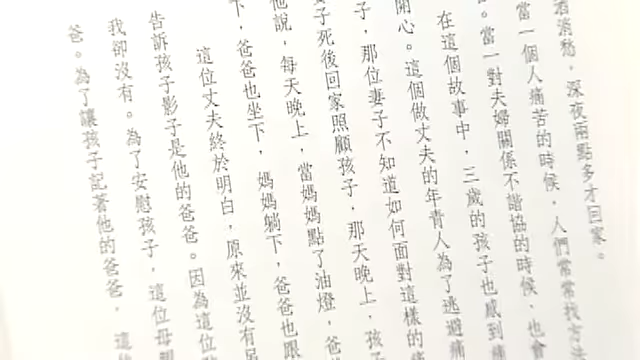 酒消愁，深夜兩點多才回家。
當一個人痛苦的時候，人們常常找方法
。當一對夫婦關係不諧協的時候，也會
在這個故事中，三歲的孩子也感到痛
開心。這個做丈夫的年青人為了逃避痛
子，那位妻子不知道如何面對這樣的
子死後回家照顧孩子，那天晚上，孩子
他說，每天晚上，當媽媽點了油燈，爸
下，爸爸也坐下，媽媽躺下，爸爸也跟
這位丈夫終於明白，原來並沒有另
告訴孩子影子是他的爸爸。因為這位
我卻沒有。為了安慰孩子，這位母親
爸。為了讓孩子記著他的爸爸，這